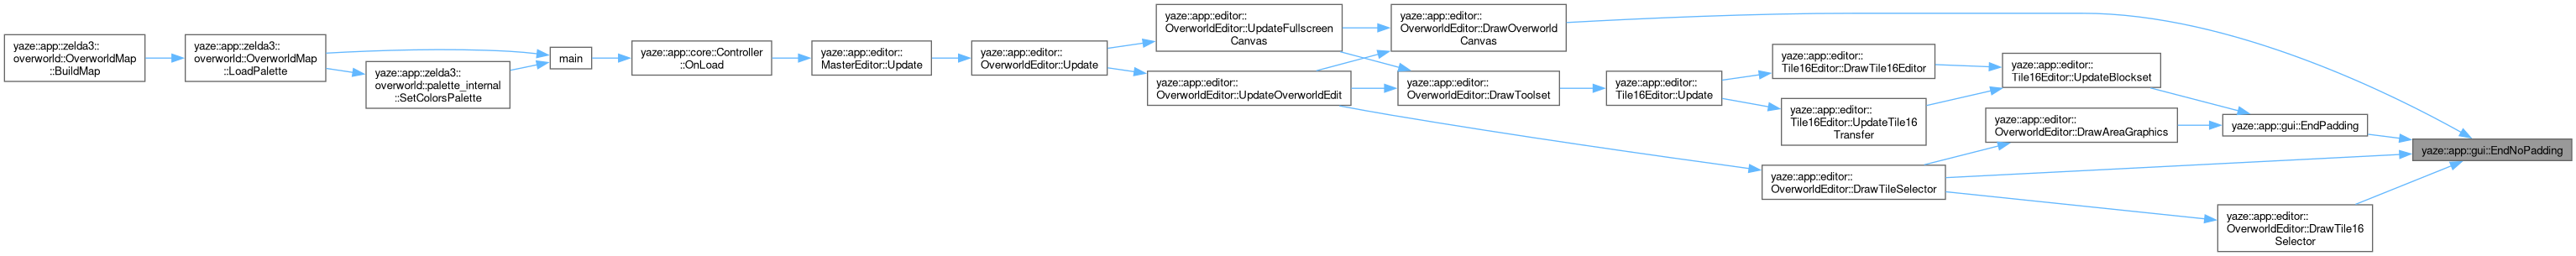 yaze::app::zelda3::
overworld::OverworldMap
::BuildMap
yaze::app::zelda3::
overworld::OverworldMap
::LoadPalette
yaze::app::zelda3::
overworld::palette_internal
::SetColorsPalette
main
yaze::app::core::Controller
::OnLoad
yaze::app::editor::
MasterEditor::Update
yaze::app::editor::
OverworldEditor::Update
yaze::app::editor::
OverworldEditor::UpdateFullscreen
Canvas
yaze::app::editor::
OverworldEditor::UpdateOverworldEdit
yaze::app::editor::
OverworldEditor::DrawOverworld
Canvas
yaze::app::editor::
OverworldEditor::DrawToolset
yaze::app::editor::
Tile16Editor::Update
yaze::app::editor::
Tile16Editor::DrawTile16Editor
yaze::app::editor::
Tile16Editor::UpdateTile16
Transfer
yaze::app::editor::
OverworldEditor::DrawTileSelector
yaze::app::editor::
Tile16Editor::UpdateBlockset
yaze::app::editor::
OverworldEditor::DrawAreaGraphics
yaze::app::gui::EndPadding
yaze::app::editor::
OverworldEditor::DrawTile16
Selector
yaze::app::gui::EndNoPadding